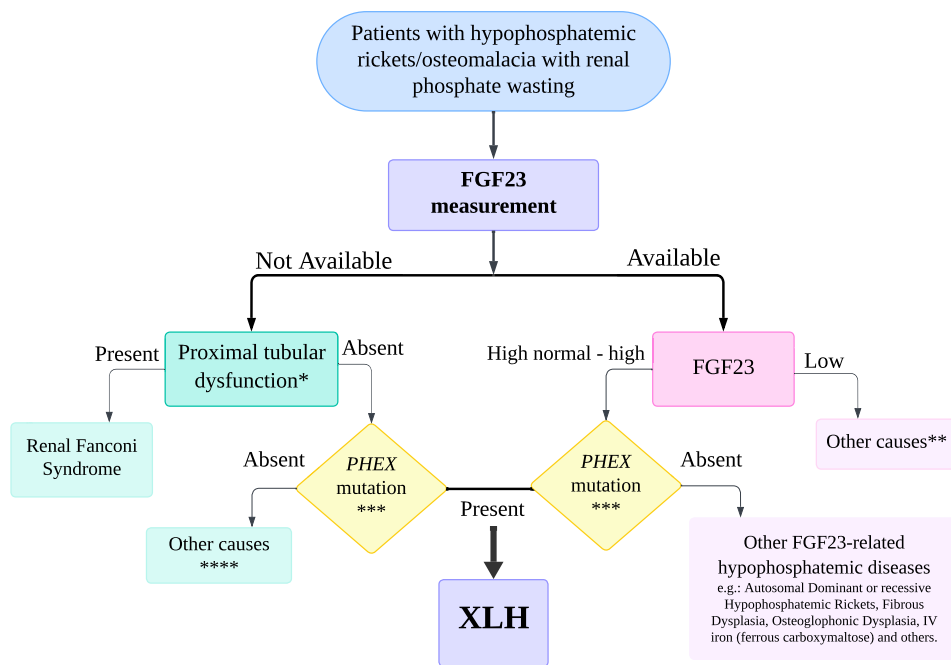 Patients with hypophosphatemic
rickets/osteomalacia with renal
phosphate wasting
FGF23
measurement
Not Available
Available
Present
Proximal tubular
dysfunction*
Absent
High normal - high
FGF23
Low
Renal Fanconi
Syndrome
Other causes**
Absent
PHEX
mutation
***
Present
PHEX
mutation
***
Absent
Other causes
****
XLH
Other FGF23-related
hypophosphatemic diseases
e.g.: Autosomal Dominant or recessive
Hypophosphatemic Rickets, Fibrous
Dysplasia, Osteoglophonic Dysplasia, IV
iron (ferrous carboxymaltose) and others.